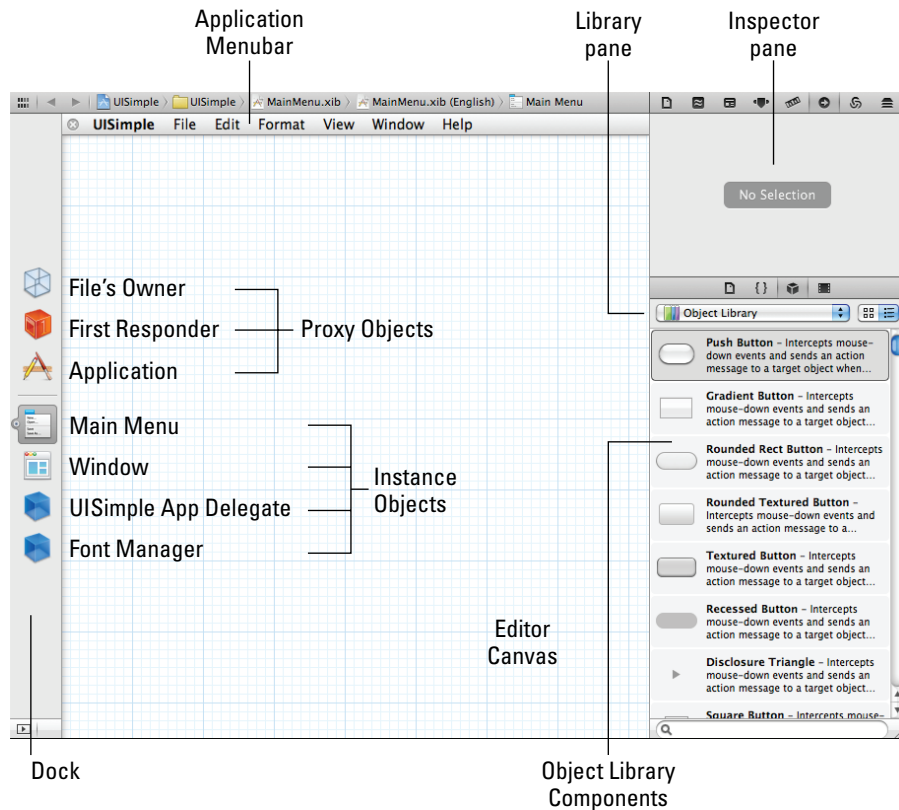 Application
Menubar
Library
pane
Inspector
pane
UISimple UISimple MainMenu.xib MainMenu.xib (English) Main Menu
UISimple File Edit Format View Window Help
No Selection
File's Owner
First Responder
Application
Proxy Objects
Main Menu
Window
UISimple App Delegate
Font Manager
Instance
Objects
Editor
Canvas
{ }
Object Library
Push Button - Intercepts mouse-
down events and sends an action
message to a target object when...
Gradient Button - Intercepts
mouse-down events and sends an
action message to a target object...
Rounded Rect Button - Intercepts
mouse-down events and sends an
action message to a target object...
Rounded Textured Button -
Intercepts mouse-down events and
sends an action message to a...
Textured Button - Intercepts
mouse-down events and sends an
action message to a target object...
Recessed Button - Intercepts
mouse-down events and sends an
action message to a target object...
Disclosure Triangle - Intercepts
mouse-down events and sends an
action message to a target object...
Square Button - Intercepts mouse-
Dock
Object Library
Components